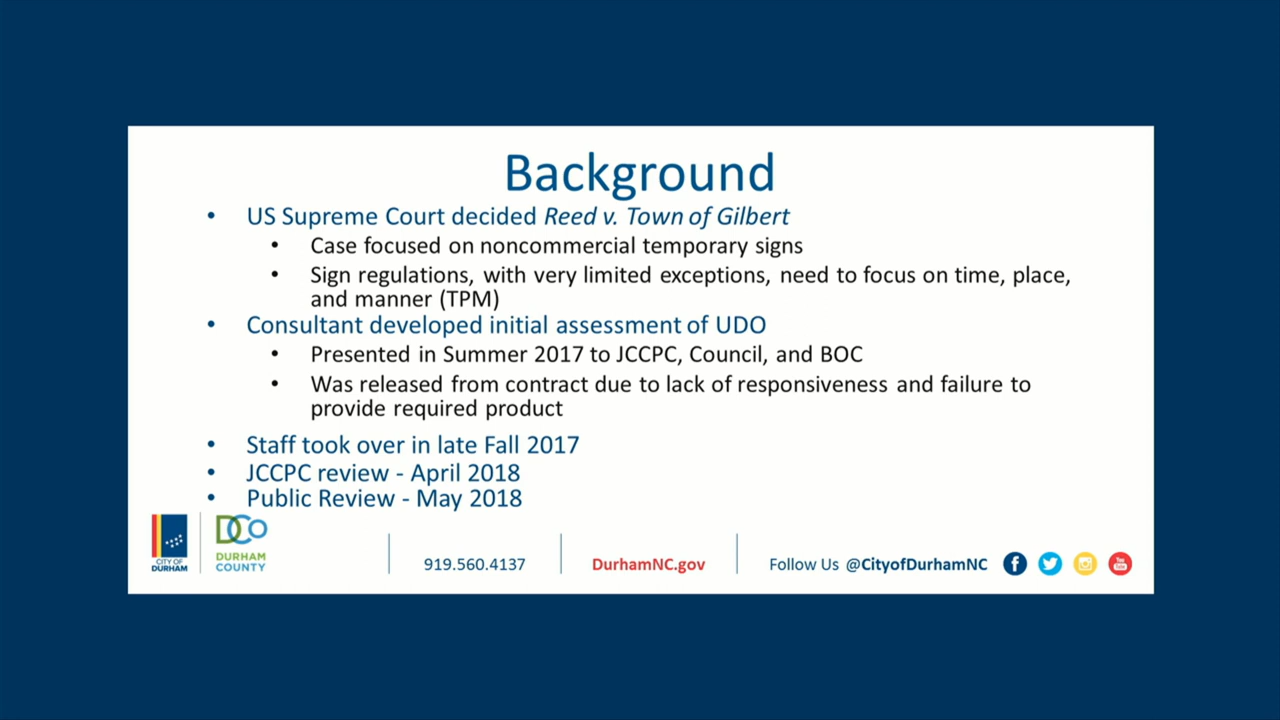 Background
• US Supreme Court decided Reed v. Town of Gilbert
• Case focused on noncommercial temporary signs
• Sign regulations, with very limited exceptions, need to focus on time, place,
and manner (TPM)
• Consultant developed initial assessment of UDO
• Presented in Summer 2017 to JCCPC, Council, and BOC
• Was released from contract due to lack of responsiveness and failure to
provide required product
• Staff took over in late Fall 2017
• JCCPC review - April 2018
• Public Review - May 2018
CITY OF
DURHAM
DCo
DURHAM
COUNTY
919.560.4137
DurhamNC.gov
Follow Us @CityofDurhamNC